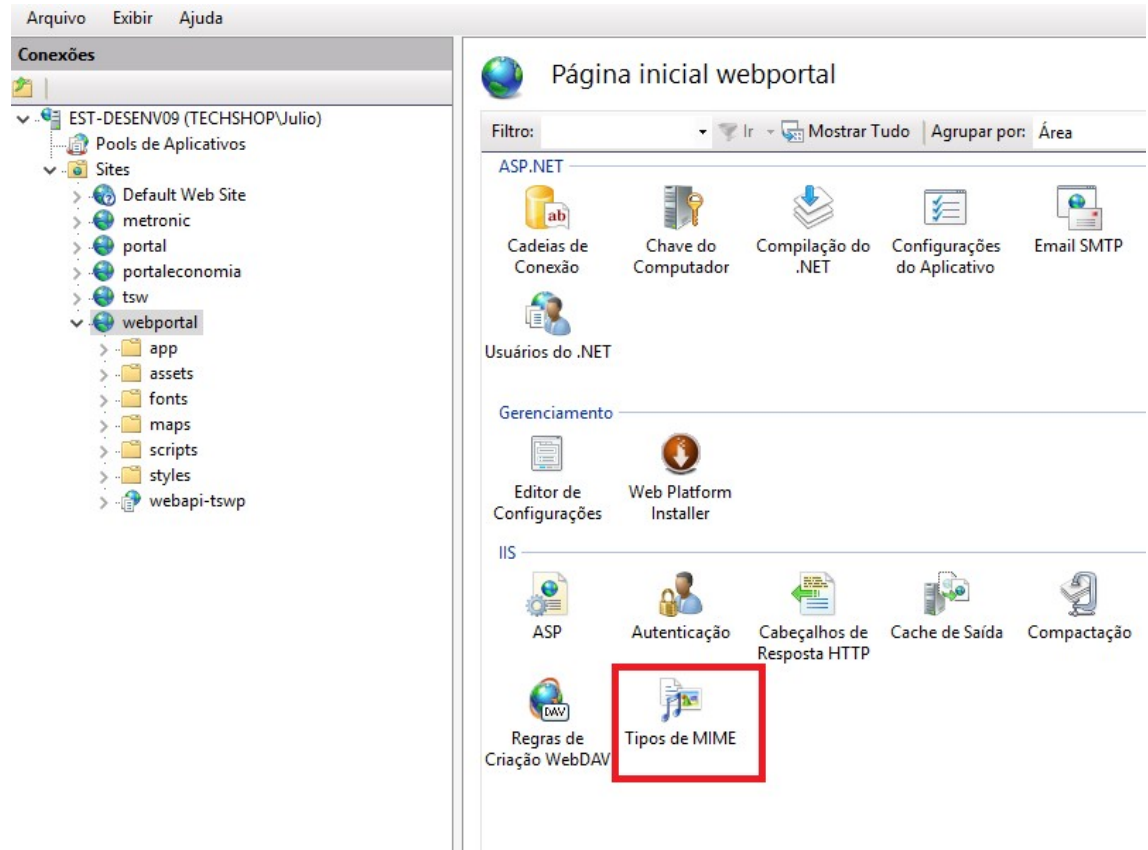 Arquivo Exibir Ajuda
Conexões
EST-DESENV09 (TECHSHOP\Julio)
Pools de Aplicativos
Sites
Default Web Site
metronic
portal
portaleconomia
tsw
webportal
app
assets
fonts
maps
scripts
styles
webapi-tswp
Página inicial webportal
Filtro: Ir Mostrar Tudo Agrupar por: Área
ASP.NET
ab
Cadeias de
Conexão
Chave do
Computador
Compilação do
.NET
Configurações
do Aplicativo
Email SMTP
Usuários do .NET
Gerenciamento
Editor de
Configurações
Web Platform
Installer
IIS
ASP
Autenticação
Cabeçalhos de
Resposta HTTP
Cache de Saída
Compactação
DAV
Regras de
Criação WebDAV
Tipos de MIME